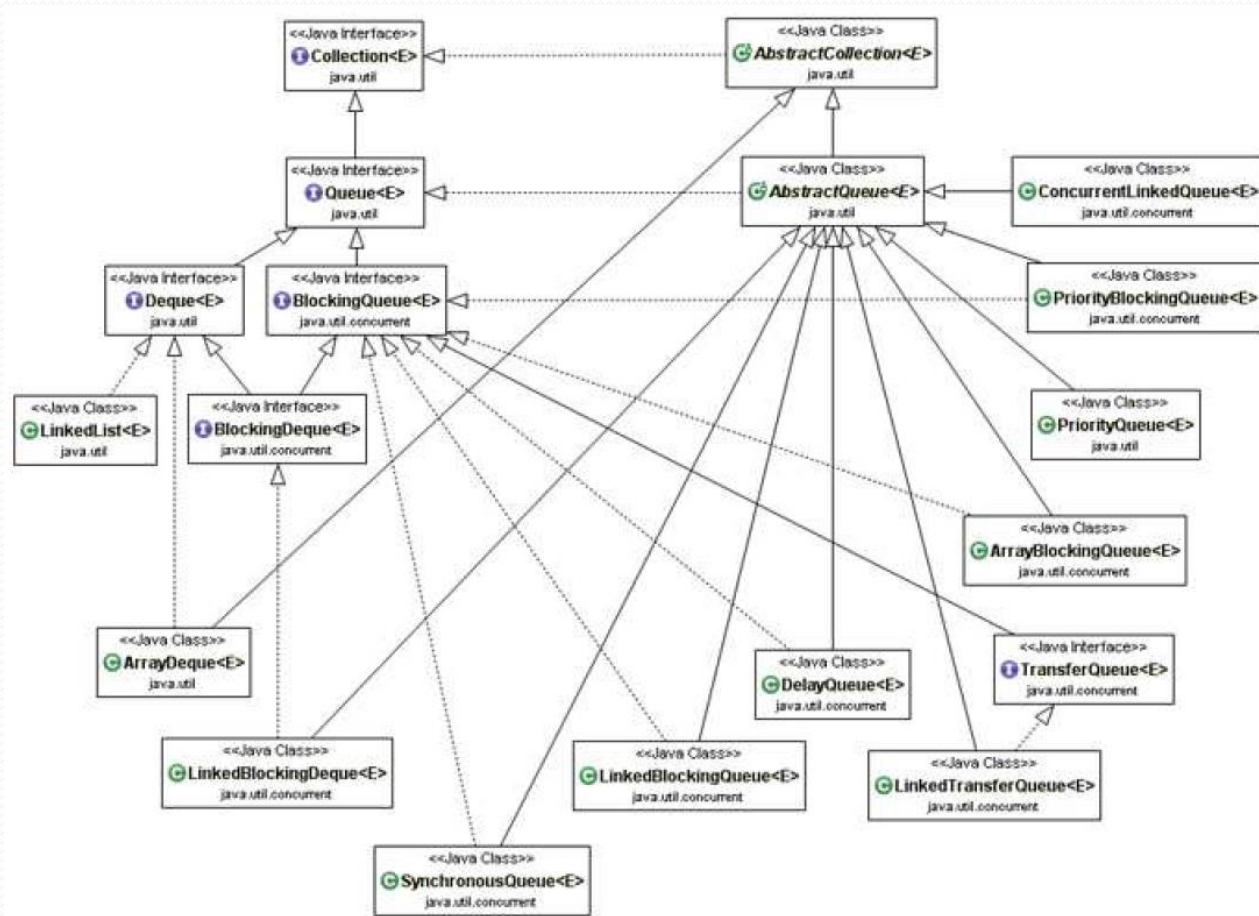 <<Java Interface>>
Collection<E>
java.util
<<Java Class>>
AbstractCollection<E>
java.util
<<Java Interface>>
Queue<E>
java.util
<<Java Class>>
AbstractQueue<E>
java.util
<<Java Class>>
ConcurrentLinkedQueue<E>
java.util.concurrent
<<Java Interface>>
Deque<E>
java.util
<<Java Interface>>
BlockingQueue<E>
java.util.concurrent
<<Java Class>>
PriorityBlockingQueue<E>
java.util.concurrent
<<Java Class>>
LinkedList<E>
java.util
<<Java Interface>>
BlockingDeque<E>
java.util.concurrent
<<Java Class>>
PriorityQueue<E>
java.util
<<Java Class>>
ArrayBlockingQueue<E>
java.util.concurrent
<<Java Class>>
ArrayDeque<E>
java.util
<<Java Class>>
DelayQueue<E>
java.util.concurrent
<<Java Interface>>
TransferQueue<E>
java.util.concurrent
<<Java Class>>
LinkedBlockingDeque<E>
java.util.concurrent
<<Java Class>>
LinkedBlockingQueue<E>
java.util.concurrent
<<Java Class>>
LinkedTransferQueue<E>
java.util.concurrent
<<Java Class>>
SynchronousQueue<E>
java.util.concurrent